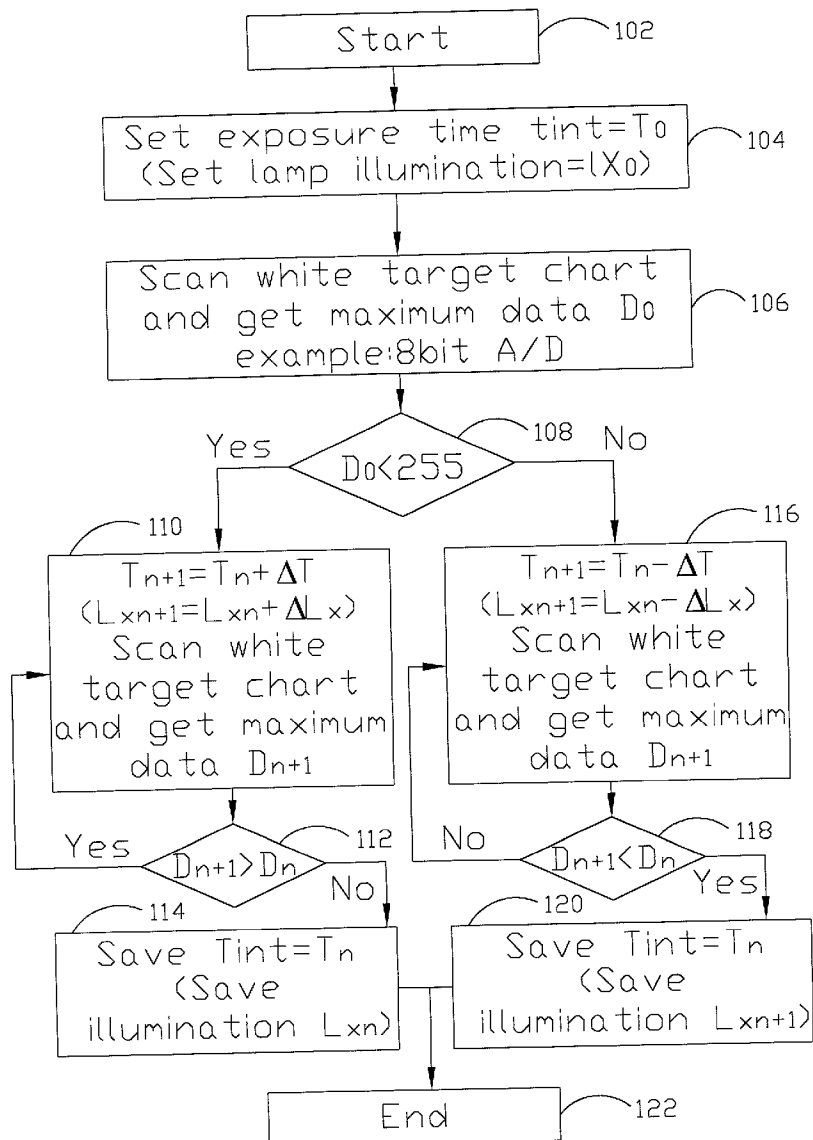 Start
102
Set exposure time tint=T0
(Set lamp illumination=lX0)
104
Scan white target chart
and get maximum data D0
example:8bit A/D
106
D0<255
108
Yes
No
110
Tn+1=Tn+ΔT
(Lxn+1=Lxn+ΔLx)
Scan white
target chart
and get maximum
data Dn+1
116
Tn+1=Tn-ΔT
(Lxn+1=Lxn-ΔLx)
Scan white
target chart
and get maximum
data Dn+1
Yes
Dn+1>Dn
112
No
No
Dn+1<Dn
118
Yes
114
Save Tint=Tn
(Save
illumination Lxn)
120
Save Tint=Tn
(Save
illumination Lxn+1)
End
122